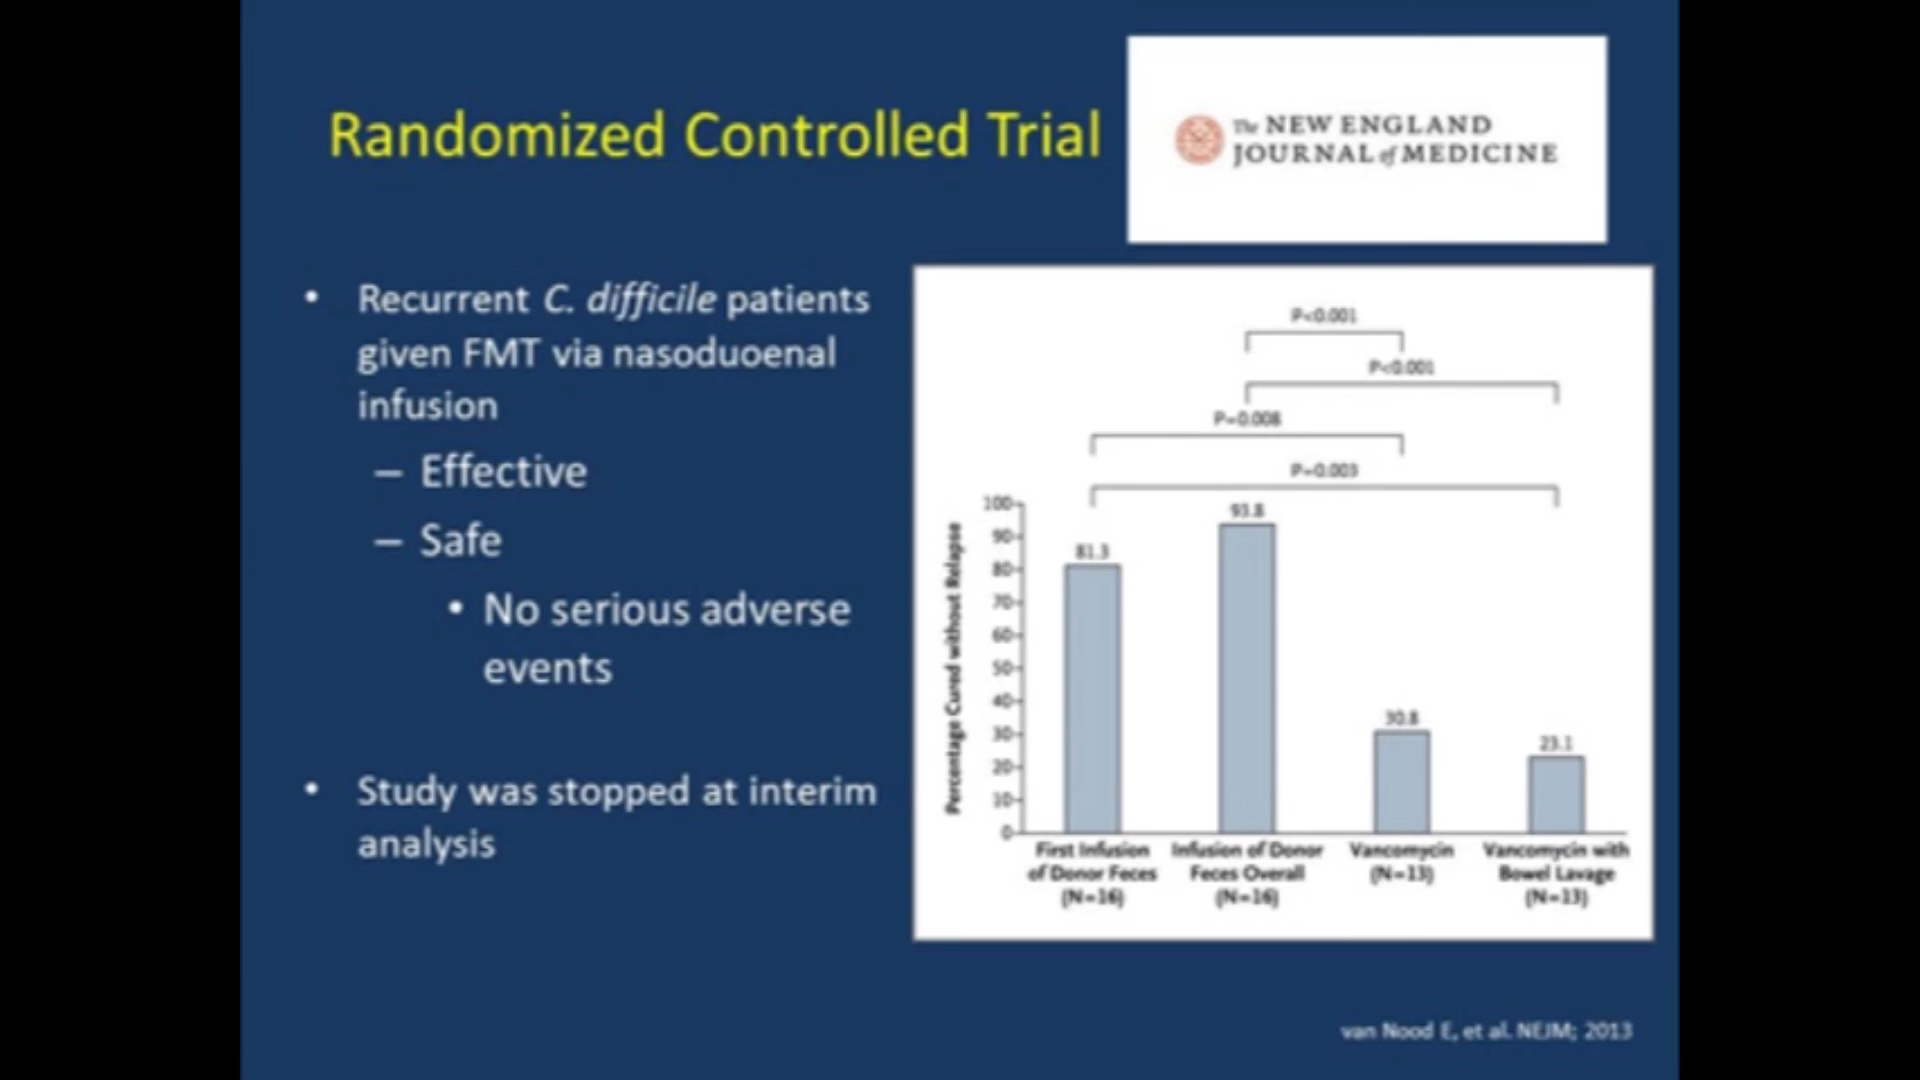 Randomized Controlled Trial
The NEW ENGLAND
JOURNAL of MEDICINE
• Recurrent C. difficile patients
given FMT via nasoduoenal
infusion
– Effective
– Safe
• No serious adverse
events
• Study was stopped at interim
analysis
P<0.001
P<0.001
P=0.008
P=0.003
Percentage Cured without Relapse
100
90
80
70
60
50
40
30
20
10
0
81.3
93.8
30.8
23.1
First Infusion
of Donor Feces
(N=16)
Infusion of Donor
Feces Overall
(N=16)
Vancomycin
(N=13)
Vancomycin with
Bowel Lavage
(N=13)
van Nood E, et al. NEJM; 2013